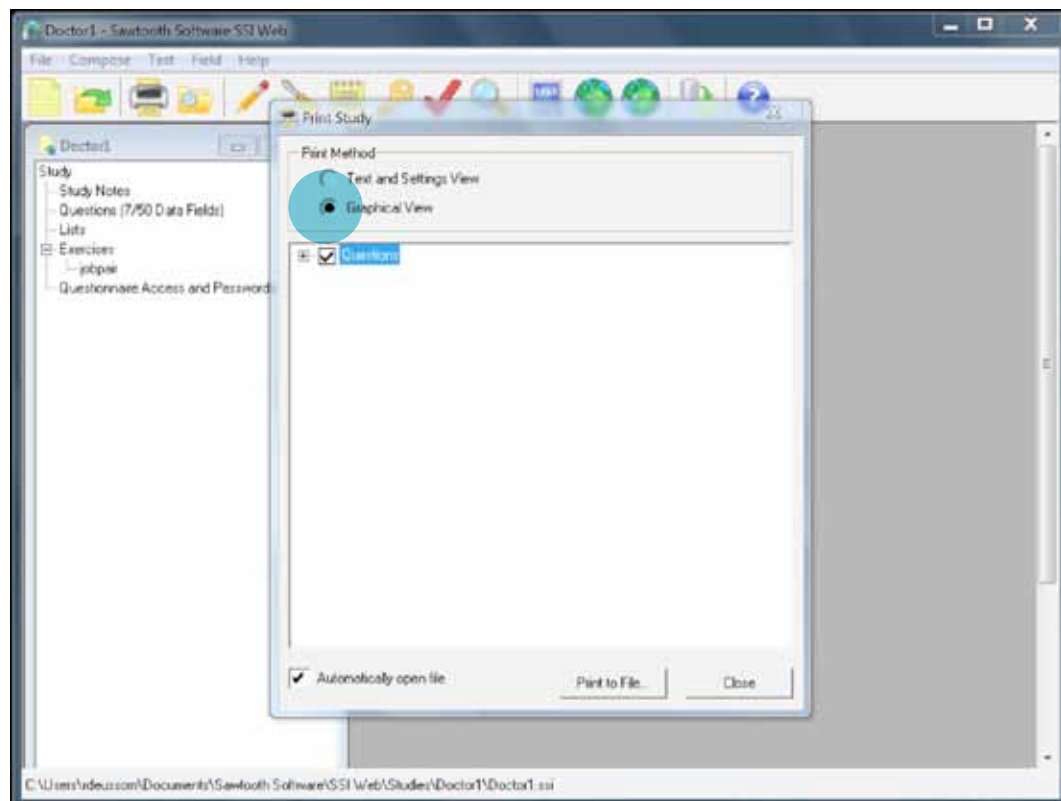 Doctor1 - Sawtooth Software SSI Web
File Compose Test Field Help
Print Study
Doctor1
Print Method
Text and Settings View
Graphical View
Study
Study Notes
Questions (7/50 Data Fields)
Lists
Exercises
jobpair
Questionnaire Access and Password
Questions
Automatically open file
Print to File...
Close
C:\Users\rdeussom\Documents\Sawtooth Software\SSI Web\Studies\Doctor1\Doctor1.ssi